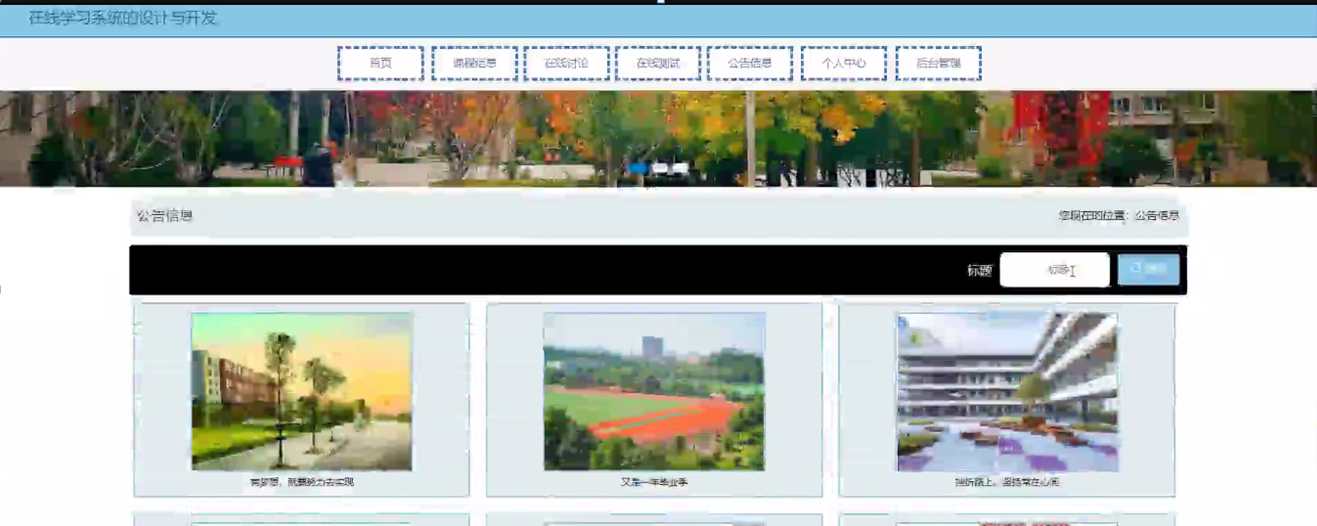 在线学习系统的设计与开发
首页 课程信息 在线讨论 在线测试 公告信息 个人中心 后台管理
公告信息 您现在的位置：公告信息
标题 标题
有梦想，就要努力去实现 又是一年毕业季 挫折路上，坚持常在心间